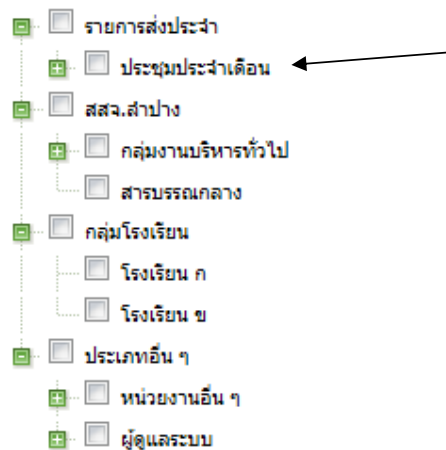 รายการส่งประจำ
ประชุมประจำเดือน
สสจ.ลำปาง
กลุ่มงานบริหารทั่วไป
สารบรรณกลาง
กลุ่มโรงเรียน
โรงเรียน ก
โรงเรียน ข
ประเภทอื่น ๆ
หน่วยงานอื่น ๆ
ผู้ดูแลระบบ